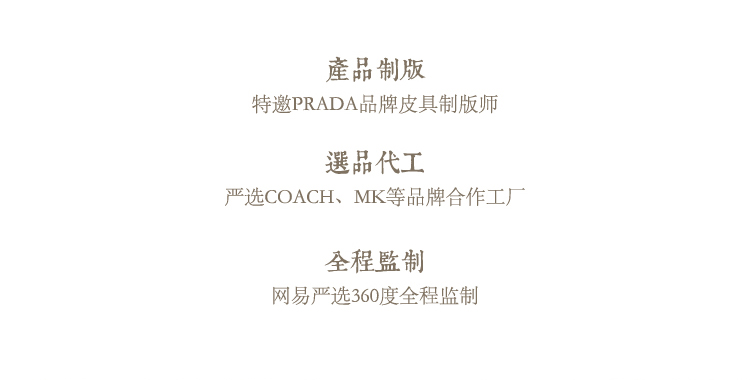 產品制版
特邀PRADA品牌皮具制版师
選品代工
严选COACH、MK等品牌合作工厂
全程監制
网易严选360度全程监制